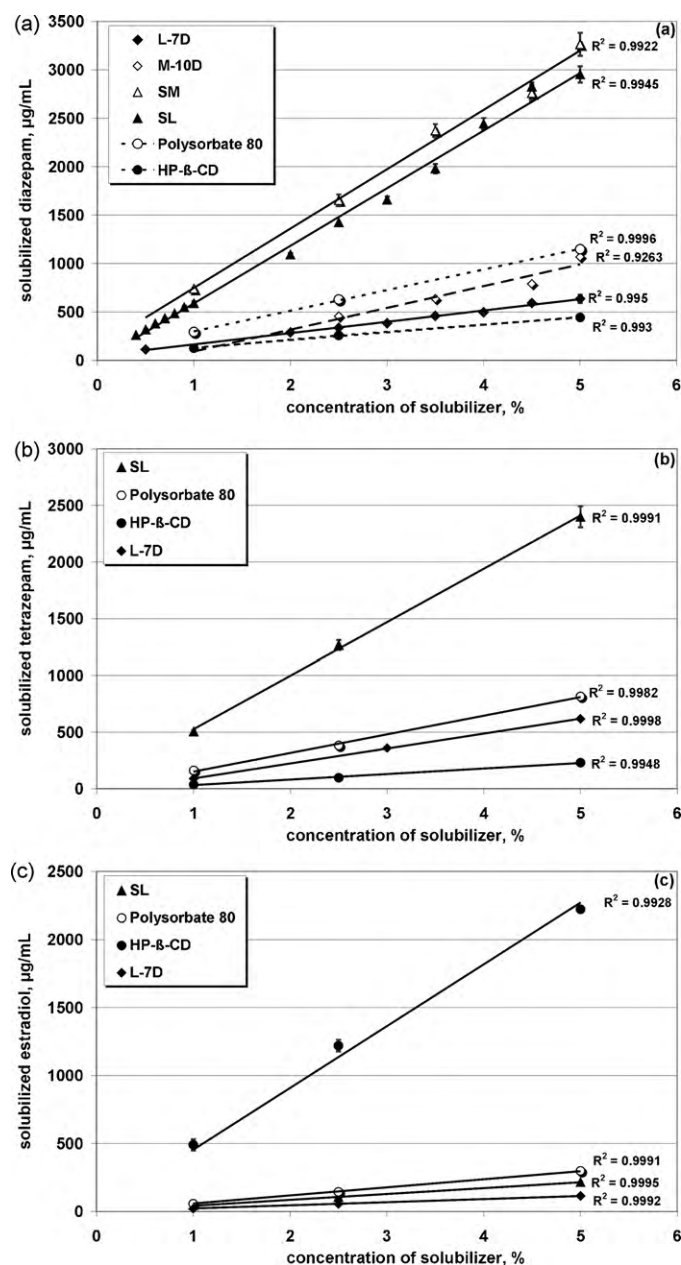 (a)
(a)
solubilized diazepam, µg/mL
3500
3000
2500
2000
1500
1000
500
0
L-7D
M-10D
SM
SL
Polysorbate 80
HP-ß-CD
R² = 0.9922
R² = 0.9945
R² = 0.9996
R² = 0.9263
R² = 0.995
R² = 0.993
0 1 2 3 4 5 6
concentration of solubilizer, %
(b)
(b)
solubilized tetrazepam, µg/mL
3000
2500
2000
1500
1000
500
0
SL
Polysorbate 80
HP-ß-CD
L-7D
R² = 0.9991
R² = 0.9982
R² = 0.9998
R² = 0.9948
0 1 2 3 4 5 6
concentration of solubilizer, %
(c)
(c)
solubilized estradiol, µg/mL
2500
2000
1500
1000
500
0
SL
Polysorbate 80
HP-ß-CD
L-7D
R² = 0.9928
R² = 0.9991
R² = 0.9995
R² = 0.9992
0 1 2 3 4 5 6
concentration of solubilizer, %